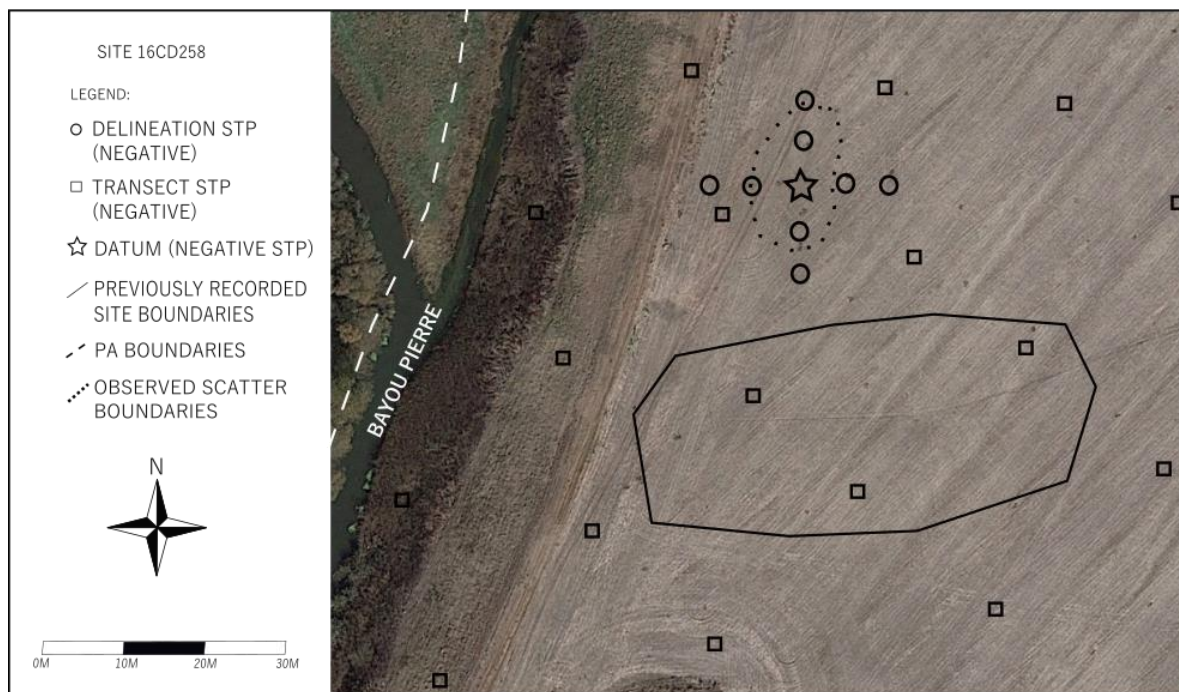 SITE 16CD258
LEGEND:
DELINEATION STP
(NEGATIVE)
TRANSECT STP
(NEGATIVE)
DATUM (NEGATIVE STP)
PREVIOUSLY RECORDED
SITE BOUNDARIES
PA BOUNDARIES
OBSERVED SCATTER
BOUNDARIES
N
0M 10M 20M 30M
BAYOU PIERRE